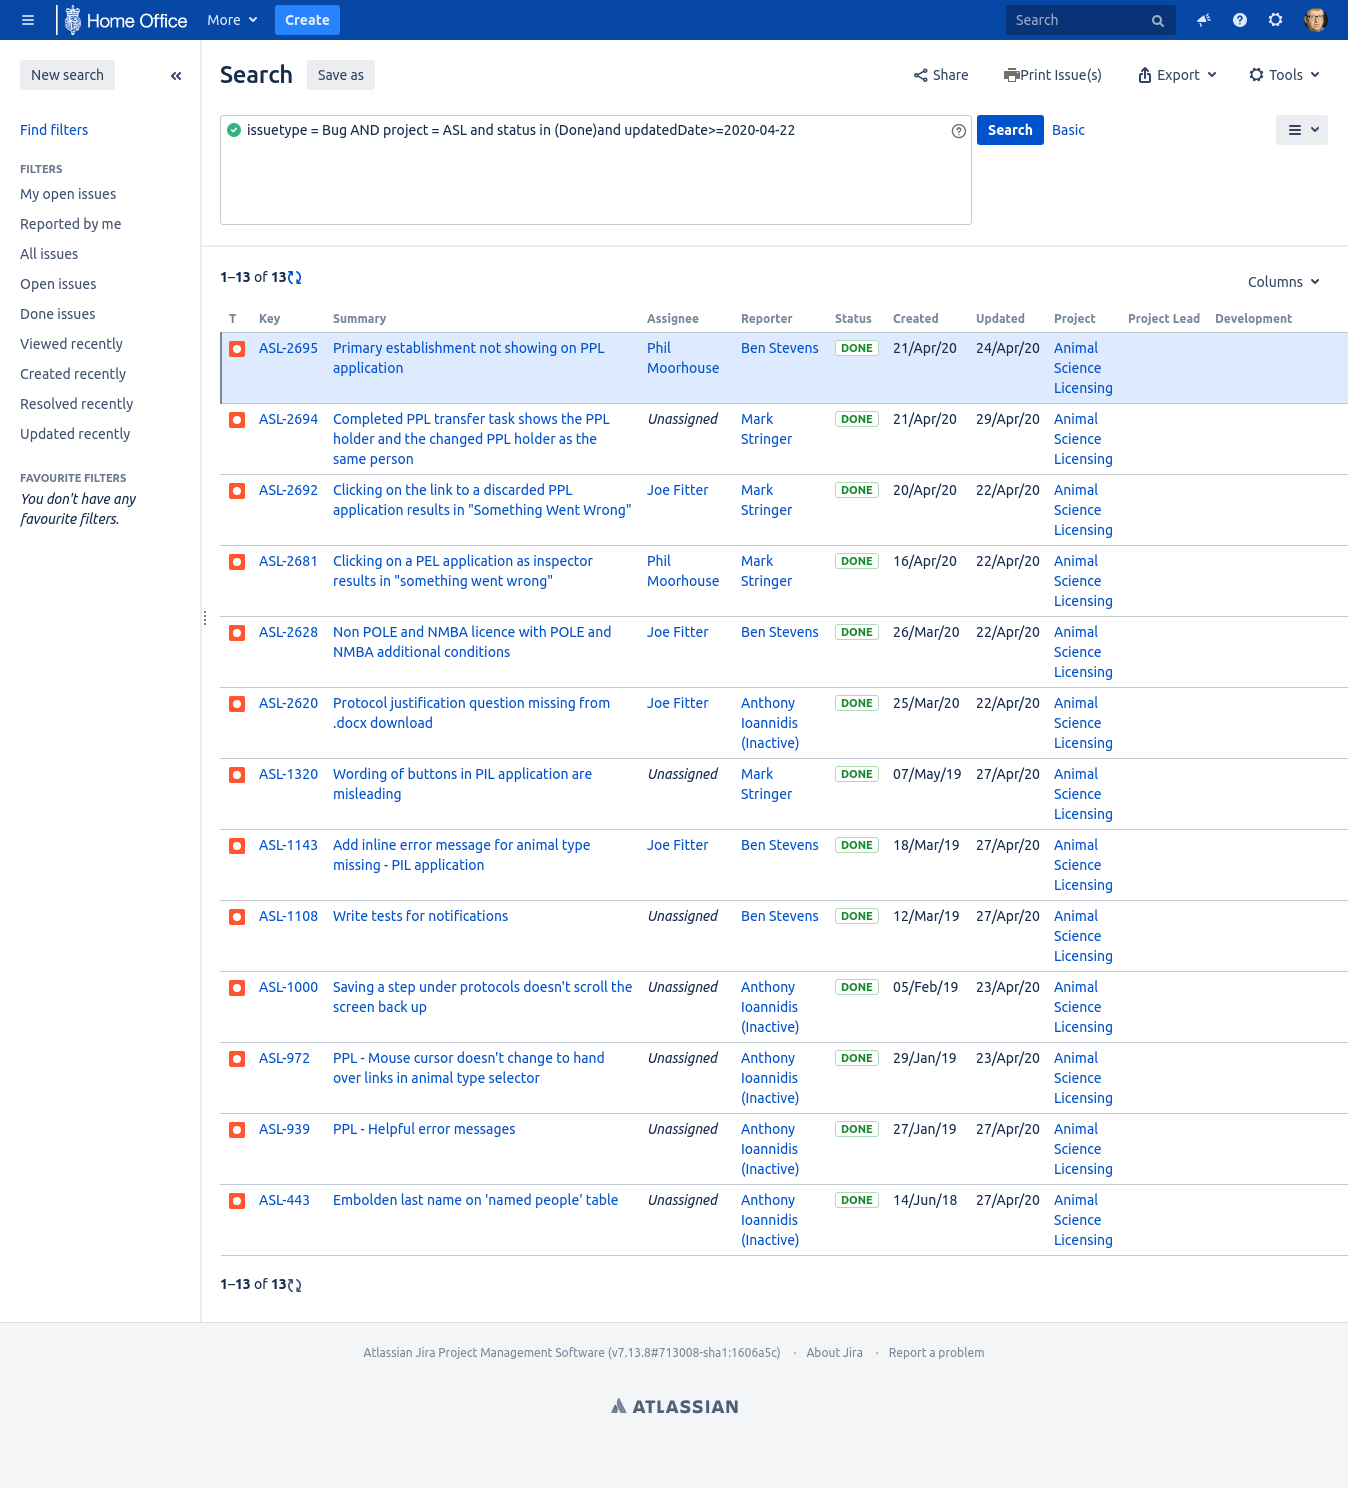 Home Office More Create Search
New search
Find filters
FILTERS
My open issues
Reported by me
All issues
Open issues
Done issues
Viewed recently
Created recently
Resolved recently
Updated recently
FAVOURITE FILTERS
You don't have any
favourite filters.
Search Save as Share Print Issue(s) Export Tools
issuetype = Bug AND project = ASL and status in (Done)and updatedDate>=2020-04-22 Search Basic
1–13 of 13
Columns
T Key Summary Assignee Reporter Status Created Updated Project Project Lead Development
ASL-2695 Primary establishment not showing on PPL Phil Ben Stevens DONE 21/Apr/20 24/Apr/20 Animal
application Moorhouse Science
Licensing
ASL-2694 Completed PPL transfer task shows the PPL Unassigned Mark DONE 21/Apr/20 29/Apr/20 Animal
holder and the changed PPL holder as the Stringer Science
same person Licensing
ASL-2692 Clicking on the link to a discarded PPL Joe Fitter Mark DONE 20/Apr/20 22/Apr/20 Animal
application results in "Something Went Wrong" Stringer Science
Licensing
ASL-2681 Clicking on a PEL application as inspector Phil Mark DONE 16/Apr/20 22/Apr/20 Animal
results in "something went wrong" Moorhouse Stringer Science
Licensing
ASL-2628 Non POLE and NMBA licence with POLE and Joe Fitter Ben Stevens DONE 26/Mar/20 22/Apr/20 Animal
NMBA additional conditions Science
Licensing
ASL-2620 Protocol justification question missing from Joe Fitter Anthony DONE 25/Mar/20 22/Apr/20 Animal
.docx download Ioannidis Science
(Inactive) Licensing
ASL-1320 Wording of buttons in PIL application are Unassigned Mark DONE 07/May/19 27/Apr/20 Animal
misleading Stringer Science
Licensing
ASL-1143 Add inline error message for animal type Joe Fitter Ben Stevens DONE 18/Mar/19 27/Apr/20 Animal
missing - PIL application Science
Licensing
ASL-1108 Write tests for notifications Unassigned Ben Stevens DONE 12/Mar/19 27/Apr/20 Animal
Science
Licensing
ASL-1000 Saving a step under protocols doesn't scroll the Unassigned Anthony DONE 05/Feb/19 23/Apr/20 Animal
screen back up Ioannidis Science
(Inactive) Licensing
ASL-972 PPL - Mouse cursor doesn't change to hand Unassigned Anthony DONE 29/Jan/19 23/Apr/20 Animal
over links in animal type selector Ioannidis Science
(Inactive) Licensing
ASL-939 PPL - Helpful error messages Unassigned Anthony DONE 27/Jan/19 27/Apr/20 Animal
Ioannidis Science
(Inactive) Licensing
ASL-443 Embolden last name on 'named people' table Unassigned Anthony DONE 14/Jun/18 27/Apr/20 Animal
Ioannidis Science
(Inactive) Licensing
1–13 of 13
Atlassian Jira Project Management Software (v7.13.8#713008-sha1:1606a5c) · About Jira · Report a problem
ATLASSIAN